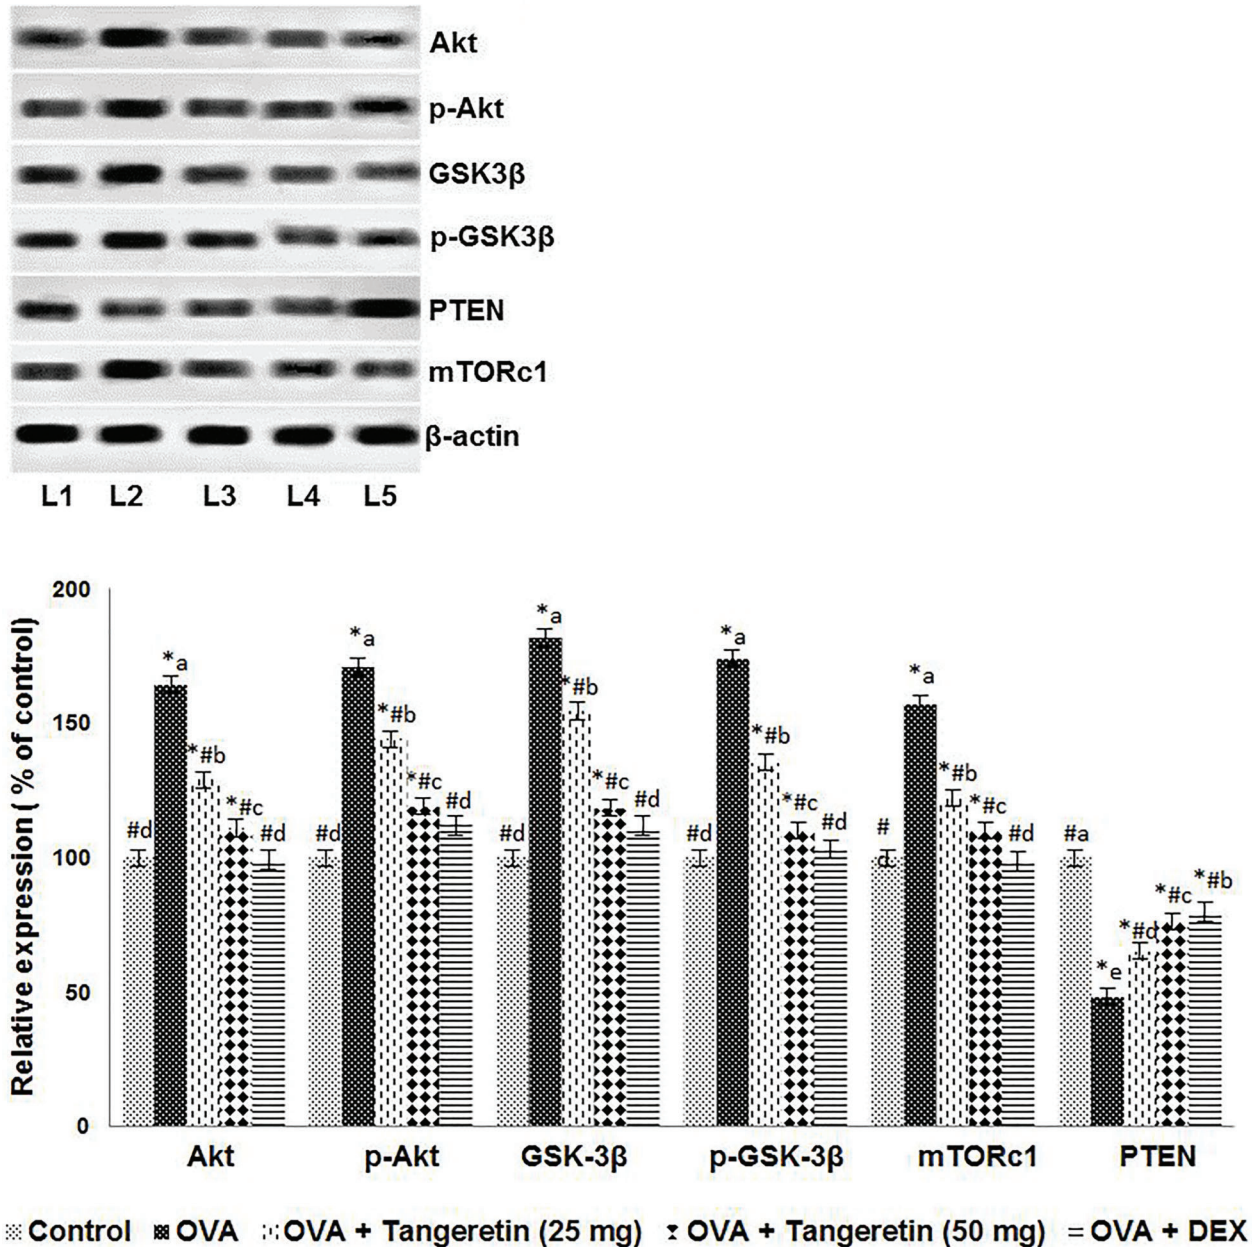 Akt
p-Akt
GSK3β
p-GSK3β
PTEN
mTORc1
β-actin
L1 L2 L3 L4 L5
Relative expression ( % of control)
200
150
100
50
0
#d *a *#b *#c #d
#d *a *#b *#c #d
#d *a *#b *#c #d
#d *a *#b *#c #d
# d *a *#b *#c #d
#a *e *#d *#c *#b
Akt p-Akt GSK-3β p-GSK-3β mTORc1 PTEN
Control OVA OVA + Tangeretin (25 mg) OVA + Tangeretin (50 mg) OVA + DEX